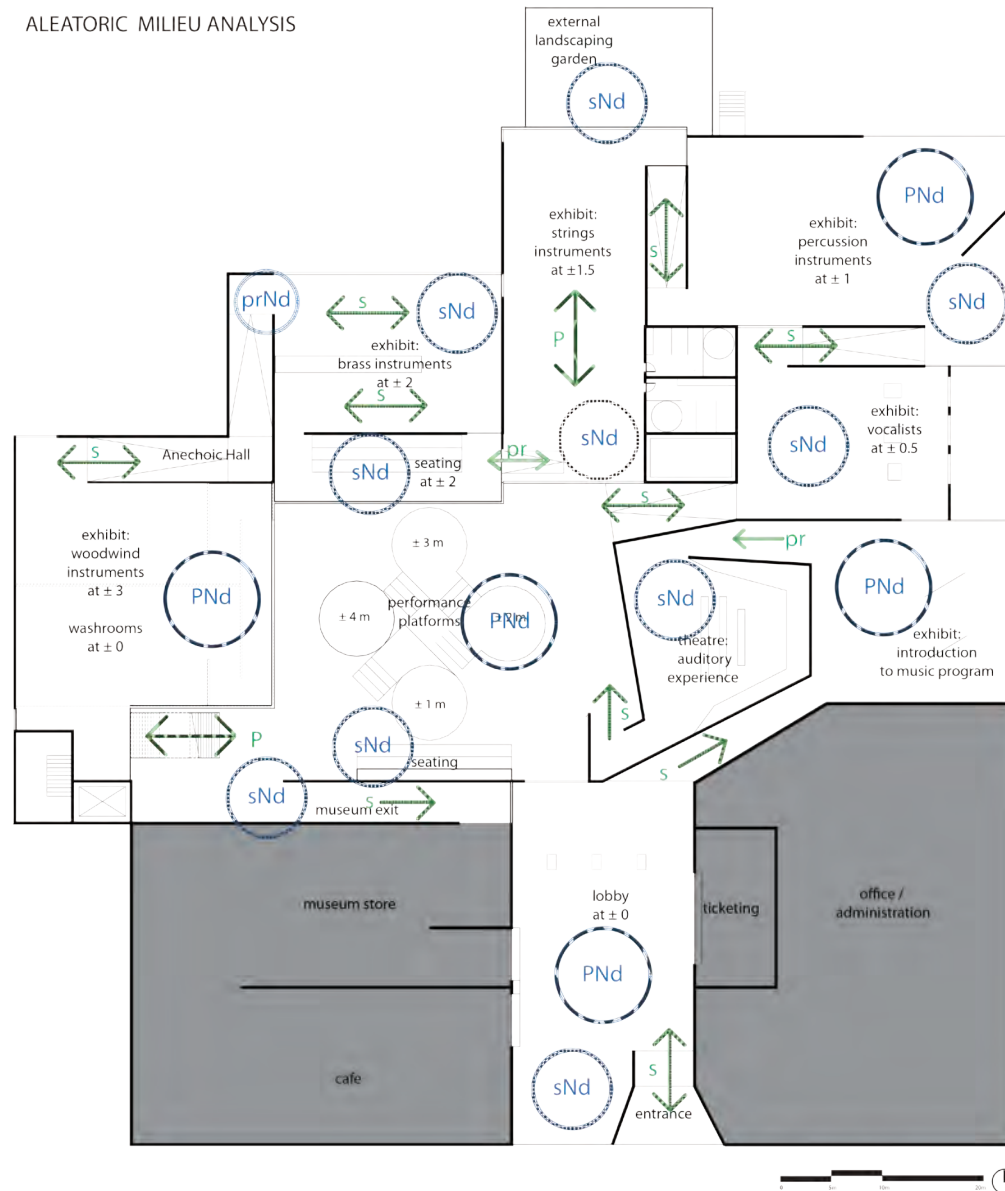 ALEATORIC MILIEU ANALYSIS
external
landscaping
garden
sNd
PNd
exhibit:
strings
instruments
at ±1.5
s
exhibit:
percussion
instruments
at ± 1
prNd
s
sNd
sNd
P
exhibit:
brass instruments
at ± 2
s
s
exhibit:
vocalists
at ± 0.5
sNd
sNd
s
Anechoic Hall
sNd
seating
at ± 2
pr
s
exhibit:
woodwind
instruments
at ± 3
washrooms
at ± 0
PNd
± 3 m
± 4 m
performance
platforms
PNd
± 1 m
pr
sNd
theatre:
auditory
experience
PNd
exhibit:
introduction
to music program
s
P
sNd
seating
s
sNd
s
museum exit
museum store
lobby
at ± 0
ticketing
office /
administration
PNd
cafe
sNd
s
entrance
0
5m
10m
20m